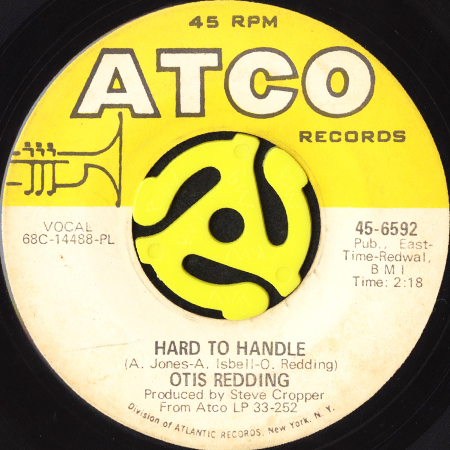 45 RPM
ATCO
RECORDS
VOCAL
68C-14488-PL
45-6592
Pub., East-
Time-Redwal,
BMI
Time: 2:18
HARD TO HANDLE
(A. Jones-A. Isbell-O. Redding)
OTIS REDDING
Produced by Steve Cropper
From Atco LP 33-252
Division of ATLANTIC RECORDS, New York, N. Y.